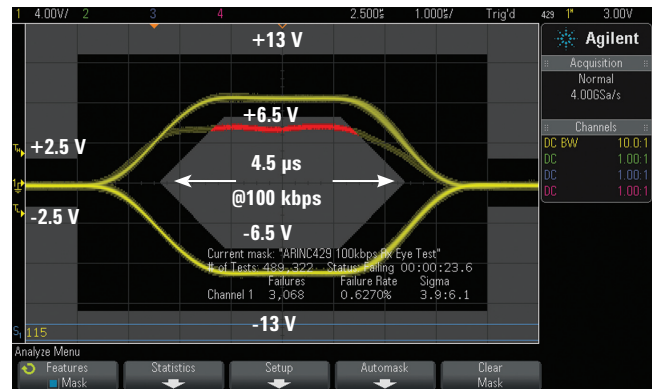 1 4.00V/ 2 3 4 2.500s 1.000s/ Trig'd 429 1" 3.00V
+13 V
Agilent
Acquisition
Normal
4.00GSa/s
+6.5 V
Channels
+2.5 V
DC BW 10.0:1
DC 1.00:1
DC 1.00:1
DC 1.00:1
4.5 µs
@100 kbps
-2.5 V
-6.5 V
Current mask: "ARINC429 100kbps Rx Eye Test"
# of Tests: 489,322 Status: Failing 00:00:23.6
Failures Failure Rate Sigma
Channel 1 3,068 0.6270% 3.9:6.1
-13 V
S1 115
Analyze Menu
Features Statistics Setup Automask Clear
Mask Mask